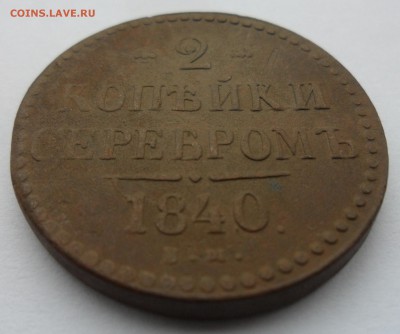 COINS.LAVE.RU
2
КОПѢЙКИ
СЕРЕБРОМЪ
1840.